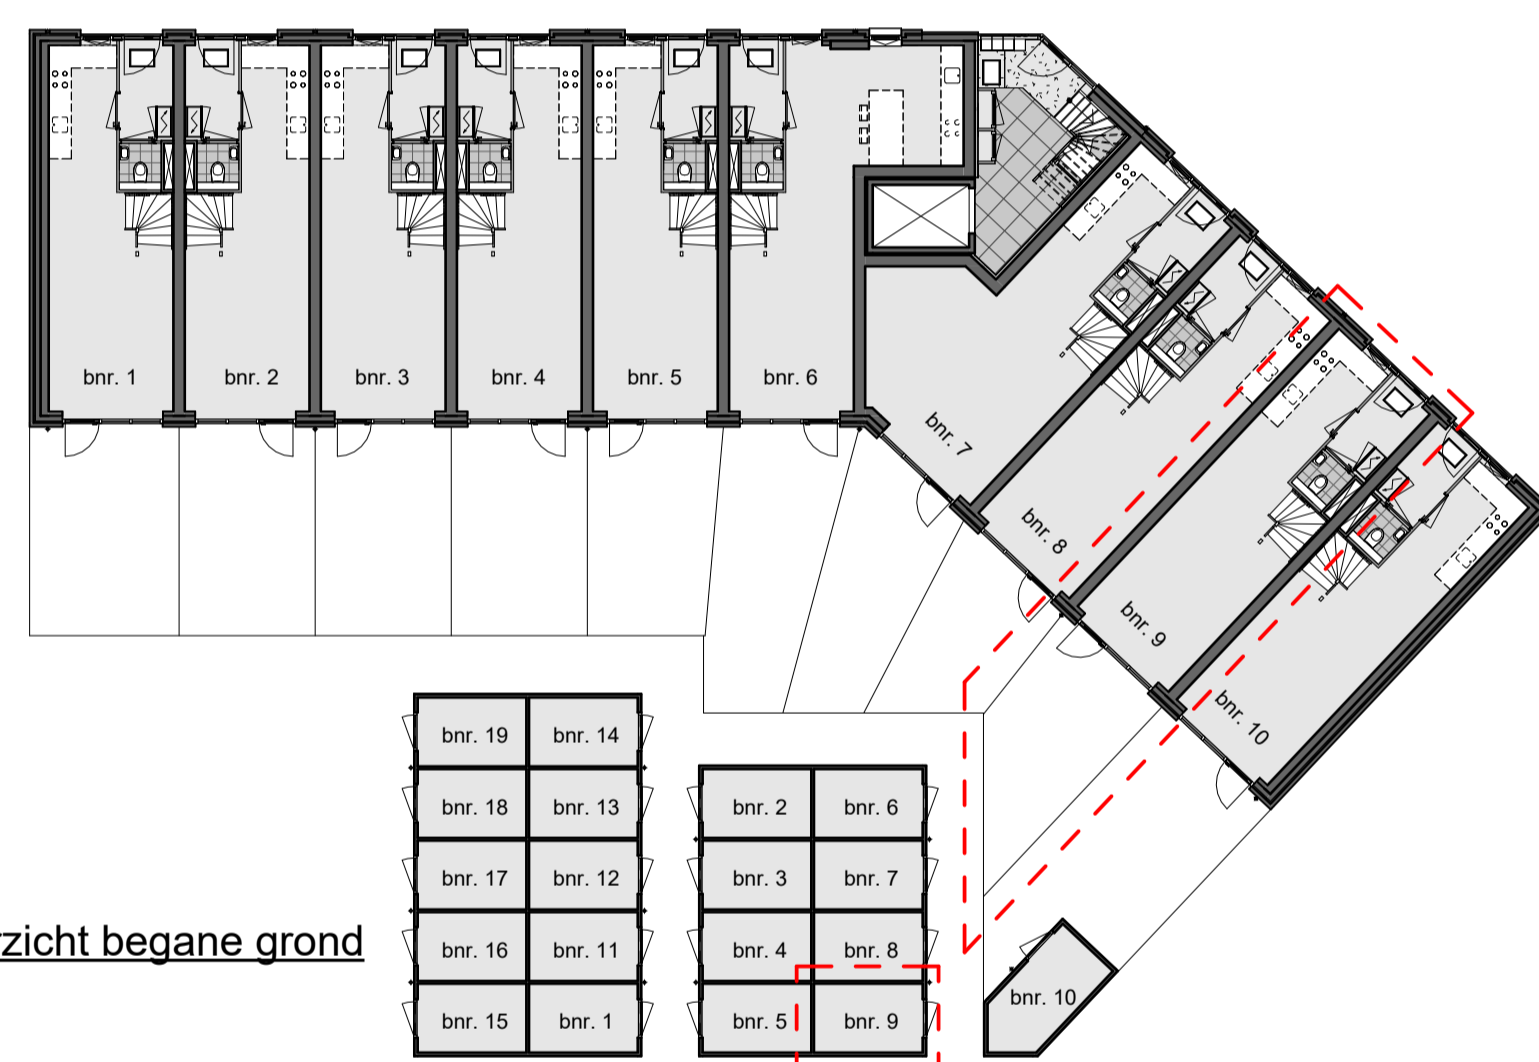 bnr. 1 bnr. 2 bnr. 3 bnr. 4 bnr. 5 bnr. 6
bnr. 7
bnr. 8
bnr. 9
bnr. 10
bnr. 19 bnr. 14
bnr. 18 bnr. 13
bnr. 17 bnr. 12
bnr. 16 bnr. 11
bnr. 15 bnr. 1
bnr. 2 bnr. 6
bnr. 3 bnr. 7
bnr. 4 bnr. 8
bnr. 5 bnr. 9
bnr. 10
rzicht begane grond